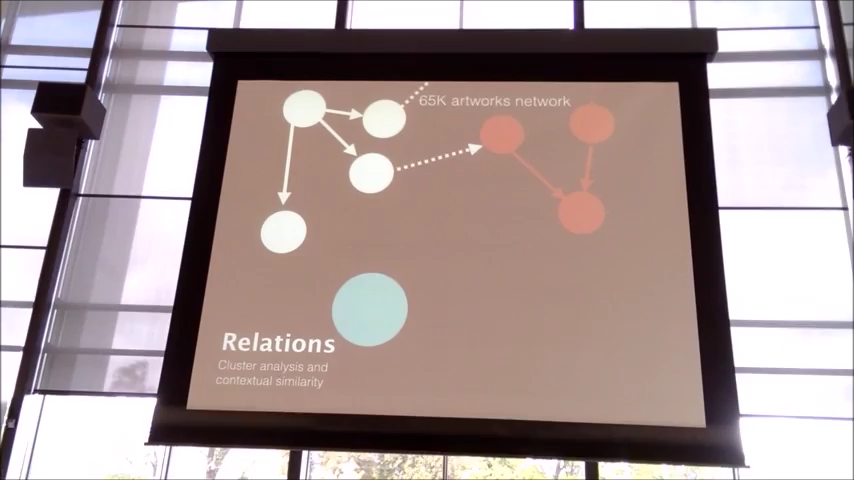 65K artworks network
Relations
Cluster analysis and
contextual similarity